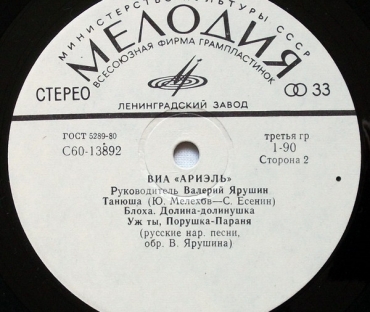 МИНИСТЕРСТВО КУЛЬТУРЫ СССР
МЕЛОДИЯ
ВСЕСОЮЗНАЯ ФИРМА ГРАМПЛАСТИНОК
СТЕРЕО 33
ЛЕНИНГРАДСКИЙ ЗАВОД
ГОСТ 5289-80 третья гр
С60-13892 1-90
Сторона 2
ВИА «АРИЭЛЬ»
Руководитель Валерий Ярушин
Танюша (Ю. Мелехов—С. Есенин)
Блоха. Долина-долинушка
Уж ты, Порушка-Параня
(русские нар. песни,
обр. В. Ярушина)